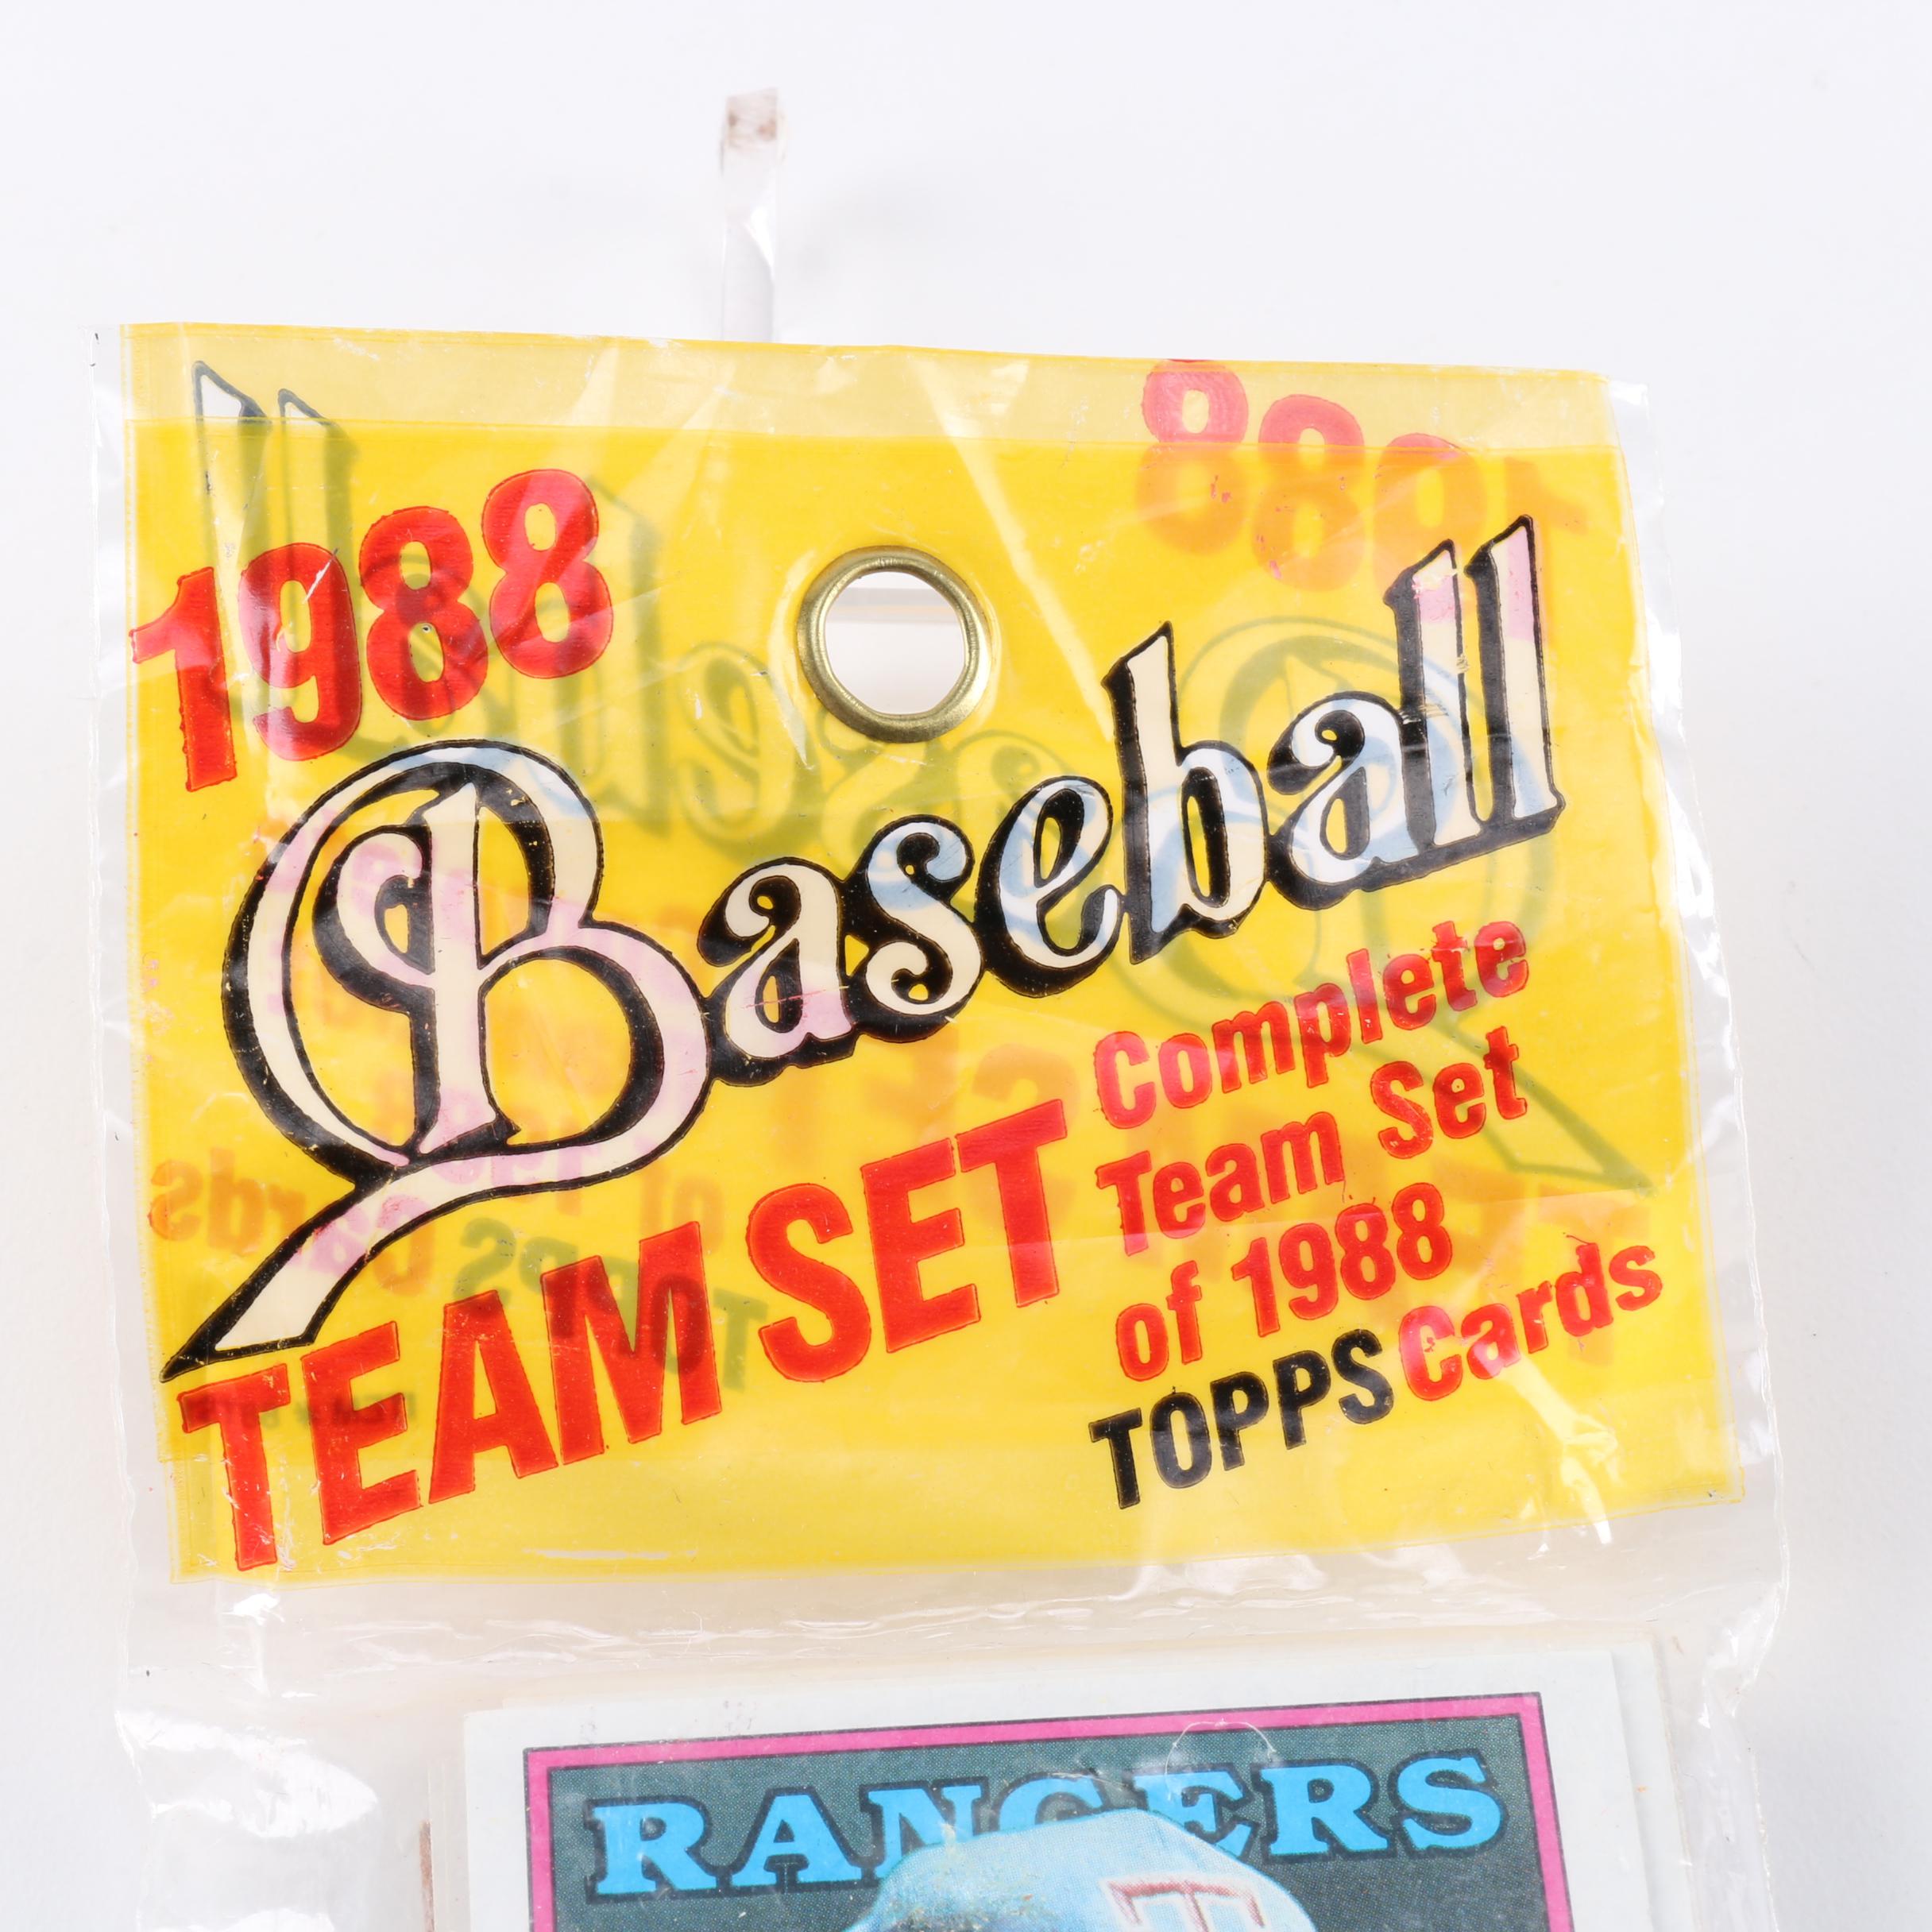 1988
Baseball
TEAM SET
Complete
Team Set
of 1988
TOPPS Cards
RANGERS
T